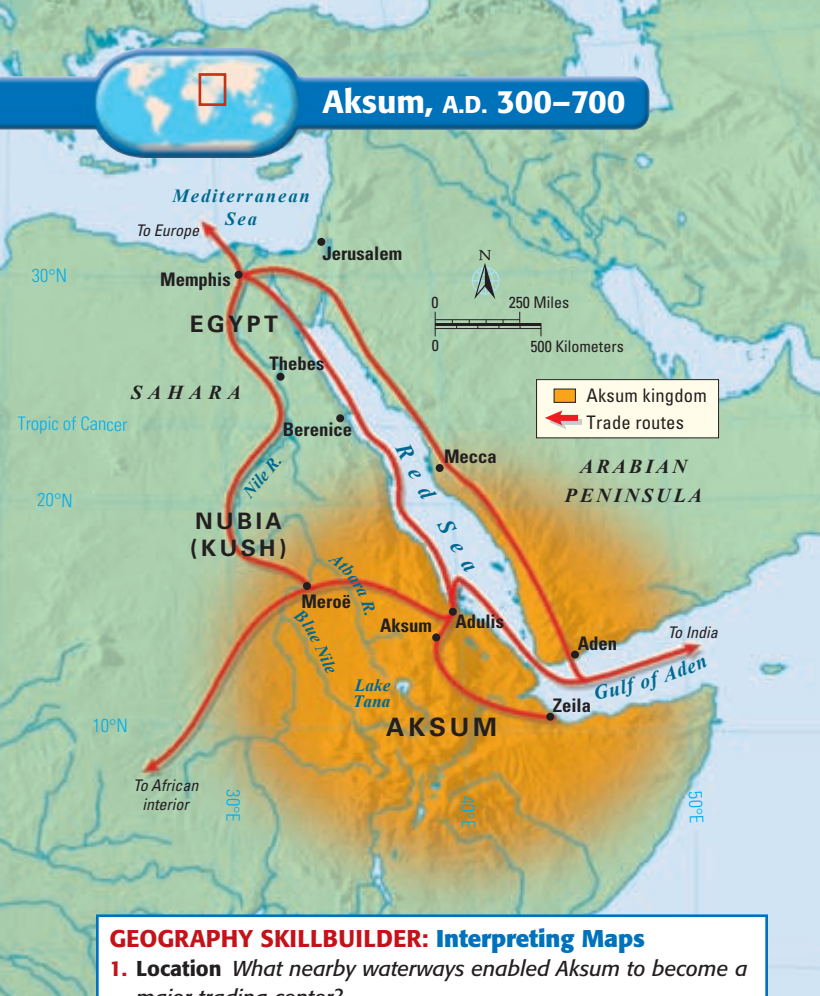 Aksum, A.D. 300–700
Mediterranean
Sea
To Europe
Jerusalem
30°N
Memphis
N
0 250 Miles
0 500 Kilometers
EGYPT
Thebes
SAHARA
Aksum kingdom
Trade routes
Tropic of Cancer
Berenice
Red Sea
Mecca
ARABIAN
PENINSULA
Nile R.
20°N
NUBIA
(KUSH)
Atbara R.
Meroë
Aksum
Adulis
Blue Nile
To India
Aden
Gulf of Aden
Lake
Tana
Zeila
AKSUM
10°N
To African
interior
30°E
40°E
50°E
GEOGRAPHY SKILLBUILDER: Interpreting Maps
1. Location What nearby waterways enabled Aksum to become a
major trading center?